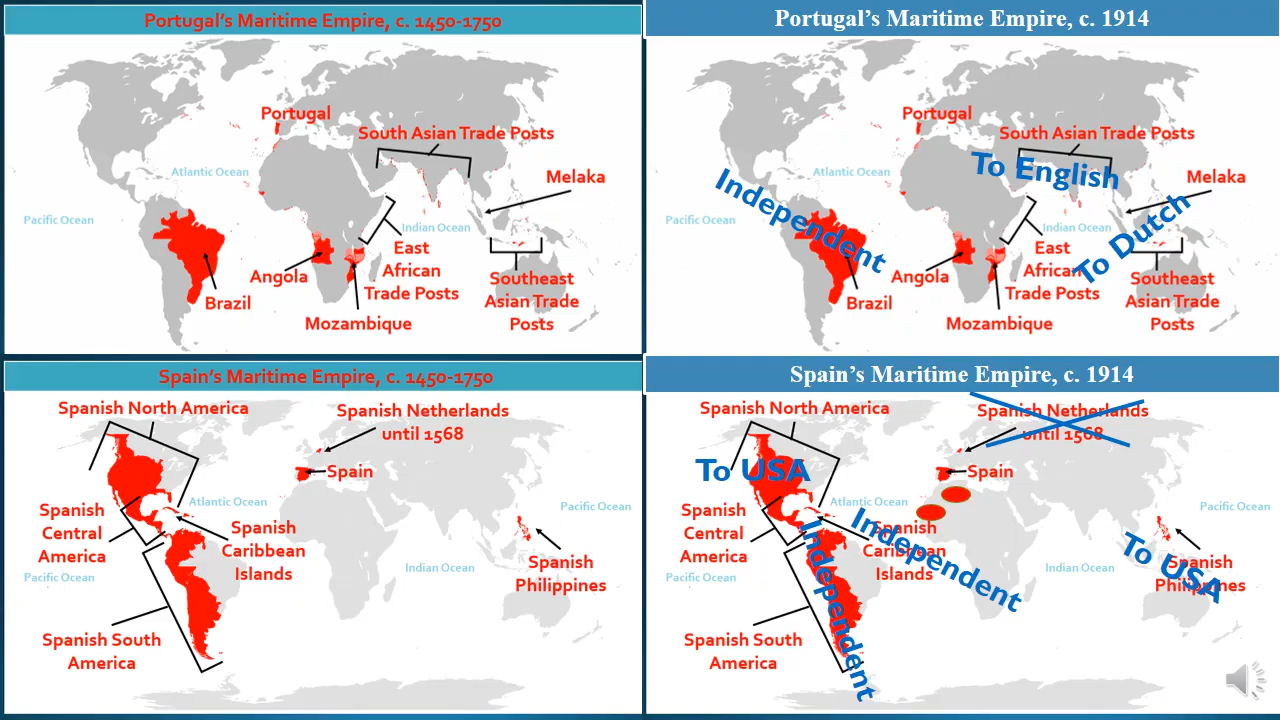 Portugal's Maritime Empire, c. 1450-1750
Portugal
South Asian Trade Posts
Atlantic Ocean
Melaka
Pacific Ocean
Indian Ocean
East
African
Trade Posts
Angola
Southeast
Asian Trade
Posts
Brazil
Mozambique
Portugal's Maritime Empire, c. 1914
Portugal
South Asian Trade Posts
To English
Atlantic Ocean
Melaka
Independent
Pacific Ocean
Indian Ocean
To Dutch
East
African
Trade Posts
Angola
Southeast
Asian Trade
Posts
Brazil
Mozambique
Spain's Maritime Empire, c. 1450-1750
Spanish North America
Spanish Netherlands
until 1568
Spain
Atlantic Ocean
Pacific Ocean
Spanish
Central
America
Spanish
Caribbean
Islands
Spanish
Philippines
Pacific Ocean
Indian Ocean
Spanish South
America
Spain's Maritime Empire, c. 1914
Spanish North America
Spanish Netherlands
until 1568
To USA
Spain
Atlantic Ocean
Pacific Ocean
Spanish
Central
America
Spanish
Caribbean
Islands
Independent
Independent
To USA
Spanish
Philippines
Pacific Ocean
Indian Ocean
Spanish South
America